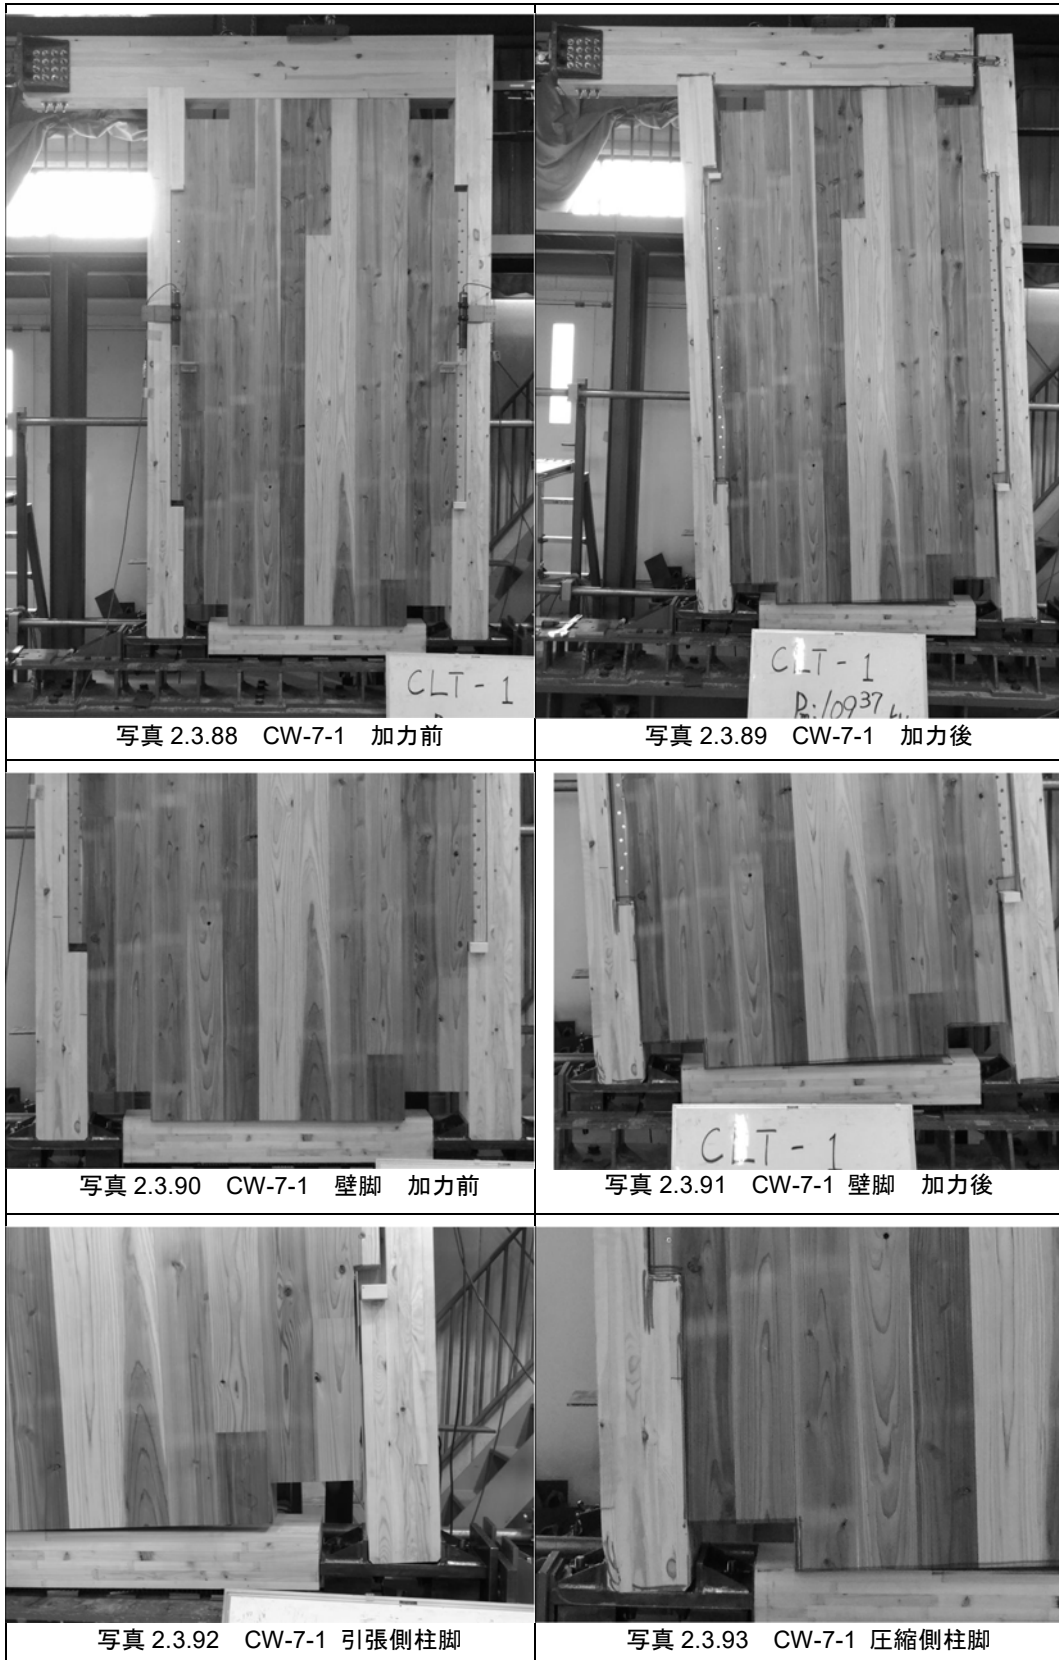 CLT-1
CLT-1
写真 2.3.88 CW-7-1 加力前
写真 2.3.89 CW-7-1 加力後
CLT-1
写真 2.3.90 CW-7-1 壁脚 加力前
写真 2.3.91 CW-7-1 壁脚 加力後
写真 2.3.92 CW-7-1 引張側柱脚
写真 2.3.93 CW-7-1 圧縮側柱脚